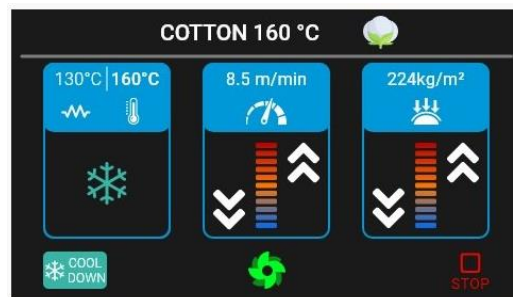 COTTON 160 °C
130°C 160°C
8.5 m/min
224kg/m²
COOL
DOWN
STOP